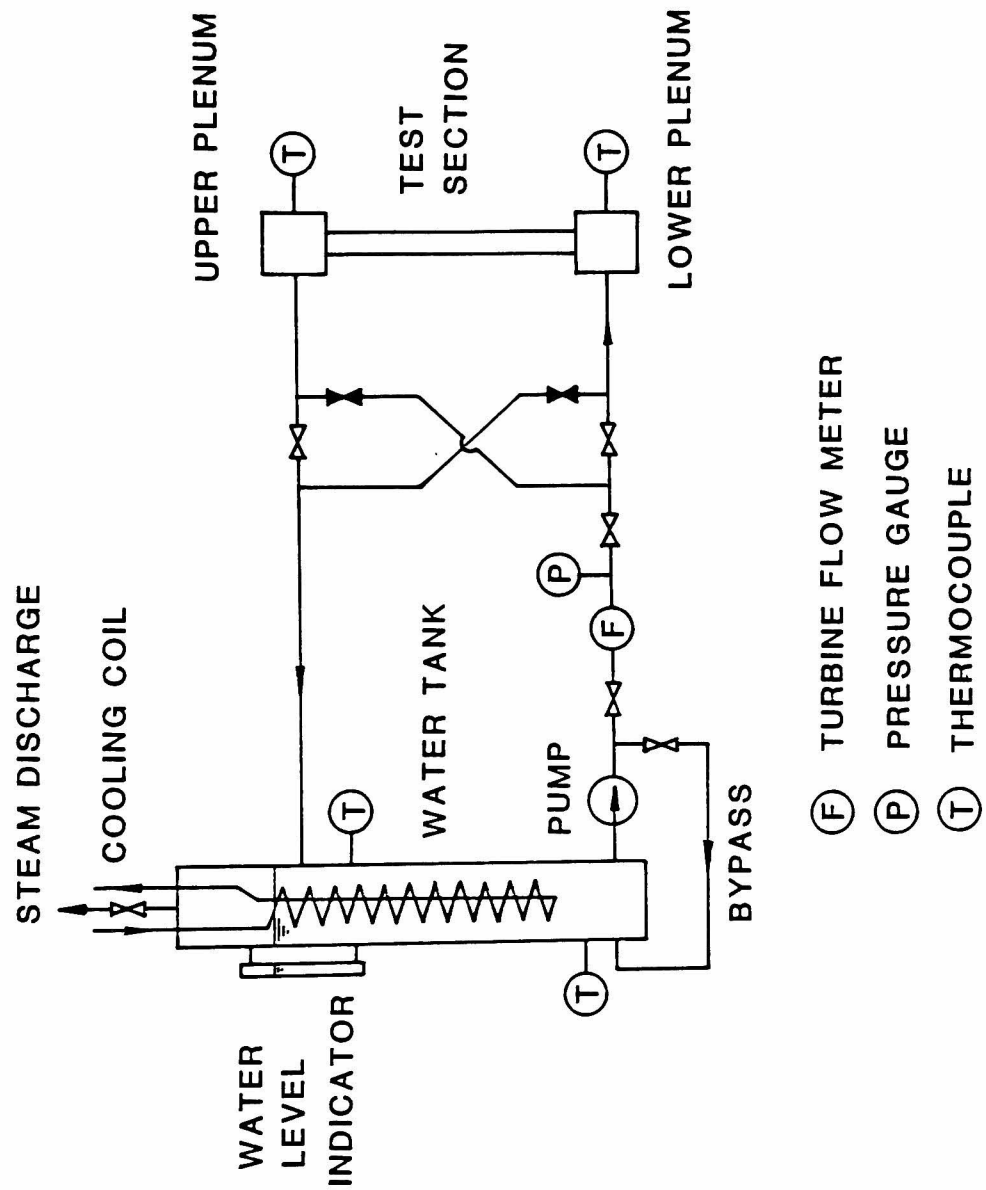 STEAM DISCHARGE
COOLING COIL
WATER
LEVEL
INDICATOR
T
T
WATER TANK
PUMP
BYPASS
F
P
UPPER PLENUM
T
TEST
SECTION
T
LOWER PLENUM
F TURBINE FLOW METER
P PRESSURE GAUGE
T THERMOCOUPLE